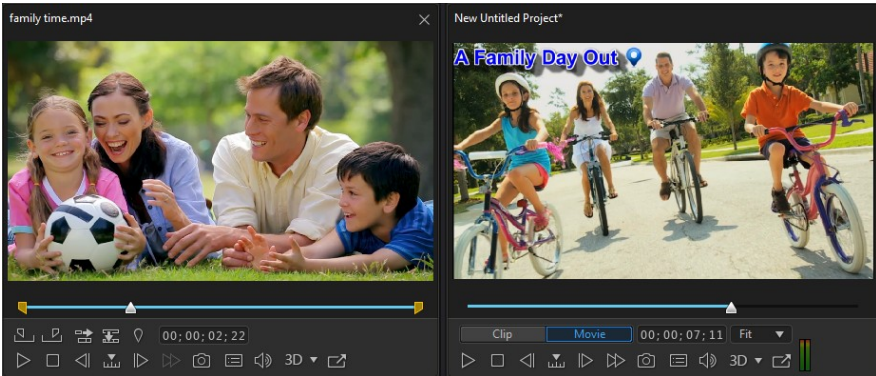 family time.mp4
New Untitled Project*
A Family Day Out
00; 00; 02; 22
Clip
Movie
00; 00; 07; 11
Fit
3D
3D